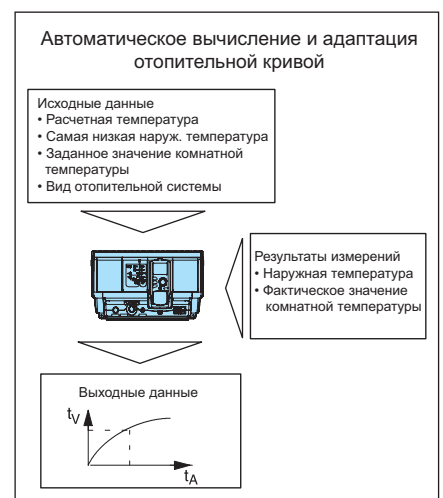 Автоматическое вычисление и адаптация
отопительной кривой
Исходные данные
• Расчетная температура
• Самая низкая наруж. температура
• Заданное значение комнатной
температуры
• Вид отопительной системы
Результаты измерений
• Наружная температура
• Фактическое значение
комнатной температуры
Выходные данные
tV
tA